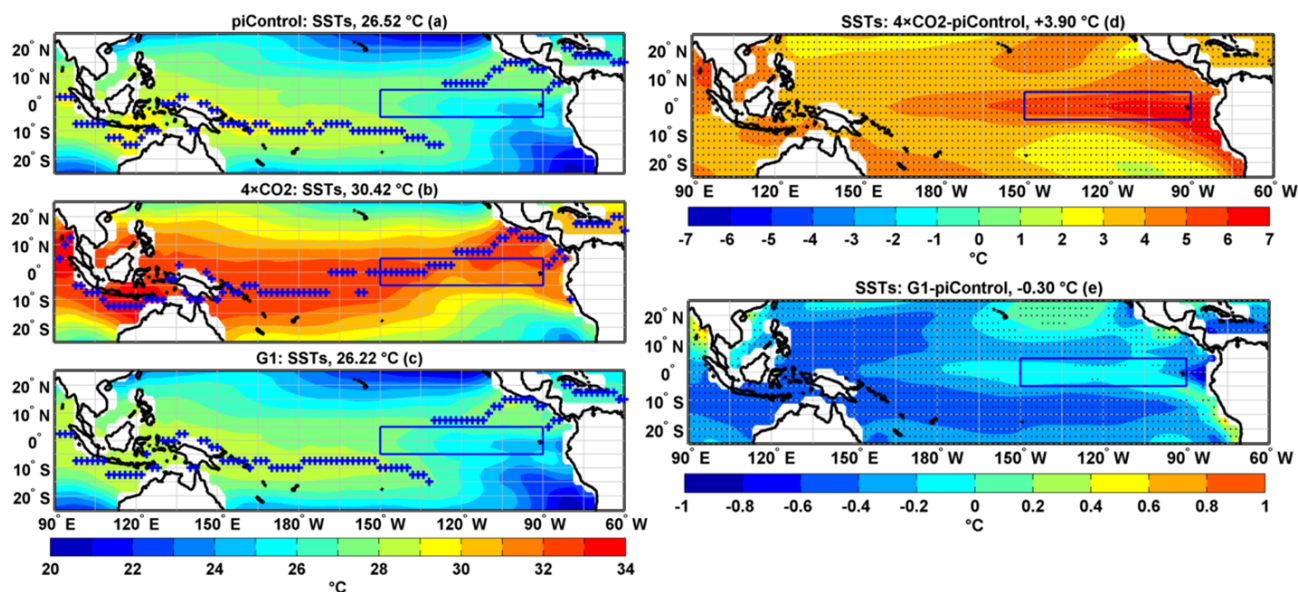 piControl: SSTs, 26.52 °C (a)
20° N
10°
0°
10°
20° S
4×CO2: SSTs, 30.42 °C (b)
20° N
10°
0°
10°
20° S
G1: SSTs, 26.22 °C (c)
20° N
10°
0°
10°
20° S
90° E 120° E 150° E 180° W 150° W 120° W 90° W 60° W
20 22 24 26 28 30 32 34
°C
SSTs: 4×CO2-piControl, +3.90 °C (d)
20° N
10°
0°
10°
20° S
90° E 120° E 150° E 180° W 150° W 120° W 90° W 60° W
-7 -6 -5 -4 -3 -2 -1 0 1 2 3 4 5 6 7
°C
SSTs: G1-piControl, -0.30 °C (e)
20° N
10°
0°
10°
20° S
90° E 120° E 150° E 180° W 150° W 120° W 90° W 60° W
-1 -0.8 -0.6 -0.4 -0.2 0 0.2 0.4 0.6 0.8 1
°C